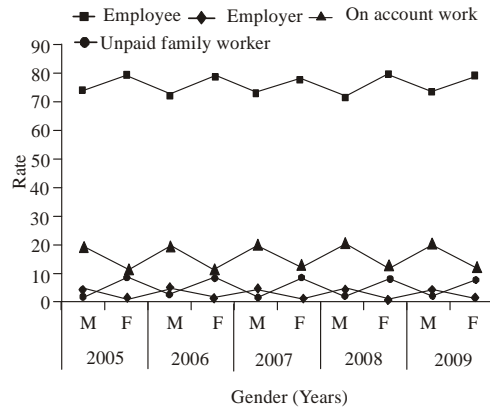 Employee Employer On account work
Unpaid family worker
90
80
70
60
50
40
30
20
10
0
Rate
M F M F M F M F M F
2005 2006 2007 2008 2009
Gender (Years)